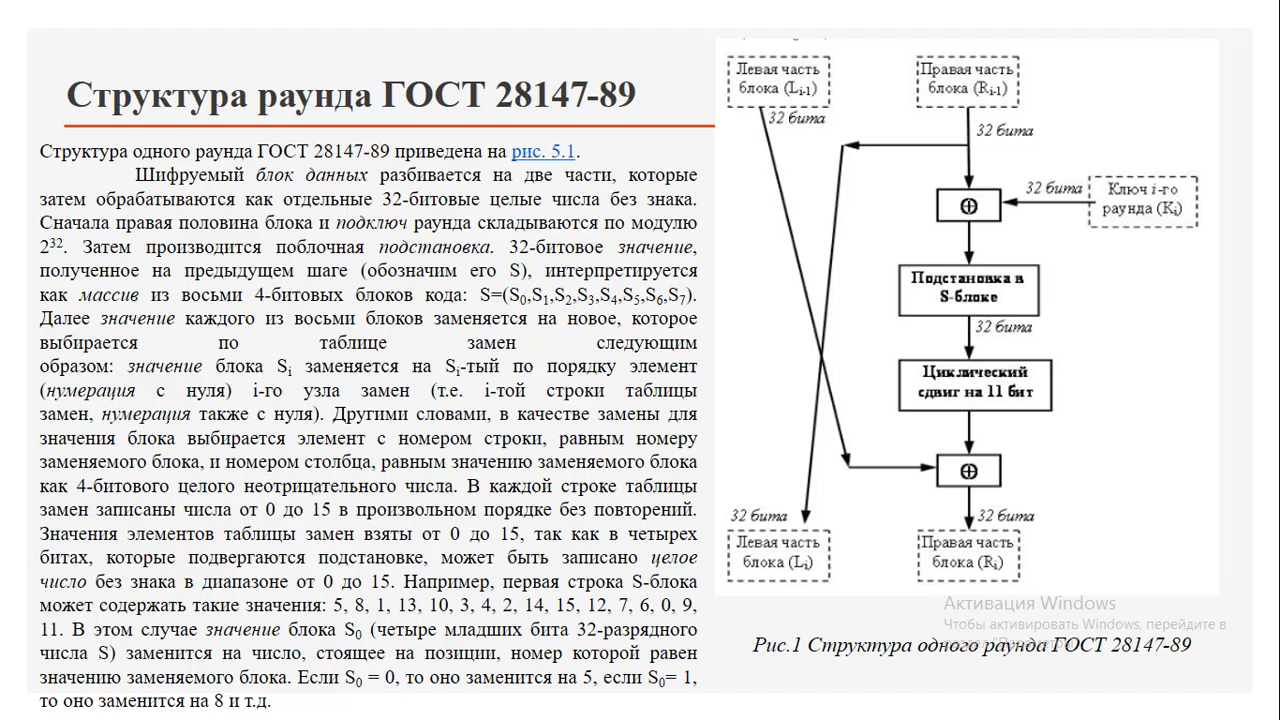 Структура раунда ГОСТ 28147-89
Структура одного раунда ГОСТ 28147-89 приведена на рис. 5.1.
Шифруемый блок данных разбивается на две части, которые
затем обрабатываются как отдельные 32-битовые целые числа без знака.
Сначала правая половина блока и подключ раунда складываются по модулю
2³². Затем производится поблочная подстановка. 32-битовое значение,
полученное на предыдущем шаге (обозначим его S), интерпретируется
как массив из восьми 4-битовых блоков кода: S=(S₀,S₁,S₂,S₃,S₄,S₅,S₆,S₇).
Далее значение каждого из восьми блоков заменяется на новое, которое
выбирается по таблице замен следующим
образом: значение блока Sᵢ заменяется на Sᵢ-тый по порядку элемент
(нумерация с нуля) i-го узла замен (т.е. i-той строки таблицы
замен, нумерация также с нуля). Другими словами, в качестве замены для
значения блока выбирается элемент с номером строки, равным номеру
заменяемого блока, и номером столбца, равным значению заменяемого блока
как 4-битового целого неотрицательного числа. В каждой строке таблицы
замен записаны числа от 0 до 15 в произвольном порядке без повторений.
Значения элементов таблицы замен взяты от 0 до 15, так как в четырех
битах, которые подвергаются подстановке, может быть записано целое
число без знака в диапазоне от 0 до 15. Например, первая строка S-блока
может содержать такие значения: 5, 8, 1, 13, 10, 3, 4, 2, 14, 15, 12, 7, 6, 0, 9,
11. В этом случае значение блока S₀ (четыре младших бита 32-разрядного
числа S) заменится на число, стоящее на позиции, номер которой равен
значению заменяемого блока. Если S₀ = 0, то оно заменится на 5, если S₀= 1,
то оно заменится на 8 и т.д.
Левая часть
блока (Lᵢ₋₁)
Правая часть
блока (Rᵢ₋₁)
32 бита
32 бита
32 бита
Ключ i-го
раунда (Kᵢ)
⊕
Подстановка в
S-блоке
32 бита
Циклический
сдвиг на 11 бит
⊕
32 бита
32 бита
Левая часть
блока (Lᵢ)
Правая часть
блока (Rᵢ)
Активация Windows
Чтобы активировать Windows, перейдите в
раздел "Параметры".
Рис.1 Структура одного раунда ГОСТ 28147-89